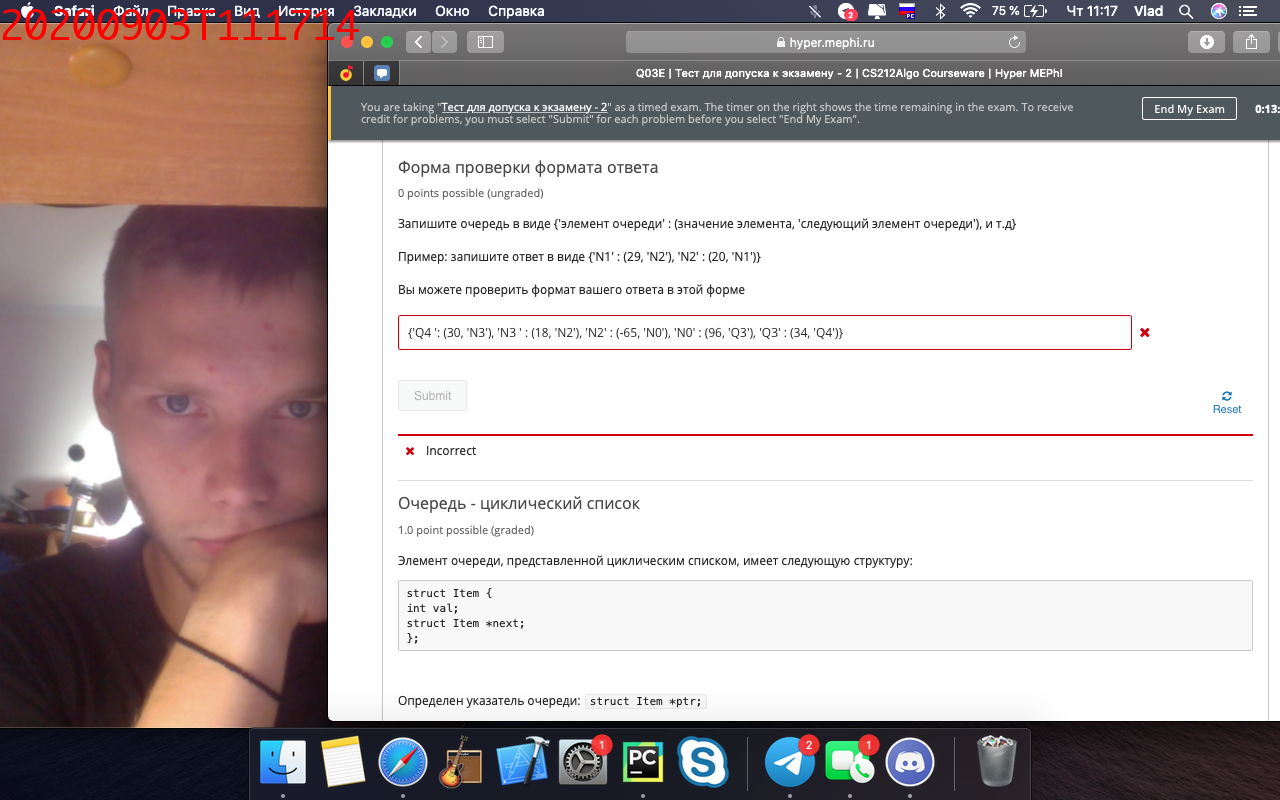 20200903T111714
Safari Файл Правка Вид История Закладки Окно Справка
2 РС 75 % Чт 11:17 Vlad
hyper.mephi.ru
Q03E | Тест для допуска к экзамену - 2 | CS212Algo Courseware | Hyper MEPhI
You are taking "Тест для допуска к экзамену - 2" as a timed exam. The timer on the right shows the time remaining in the exam. To receive
credit for problems, you must select "Submit" for each problem before you select "End My Exam".
End My Exam
0:13:
Форма проверки формата ответа
0 points possible (ungraded)
Запишите очередь в виде {'элемент очереди' : (значение элемента, 'следующий элемент очереди'), и т.д}
Пример: запишите ответ в виде {'N1' : (29, 'N2'), 'N2' : (20, 'N1')}
Вы можете проверить формат вашего ответа в этой форме
{'Q4 ': (30, 'N3'), 'N3 ' : (18, 'N2'), 'N2' : (-65, 'N0'), 'N0' : (96, 'Q3'), 'Q3' : (34, 'Q4')}
Submit
Reset
Incorrect
Очередь - циклический список
1.0 point possible (graded)
Элемент очереди, представленной циклическим списком, имеет следующую структуру:
struct Item {
int val;
struct Item *next;
};
Определен указатель очереди: struct Item *ptr;
1
PC
2
1